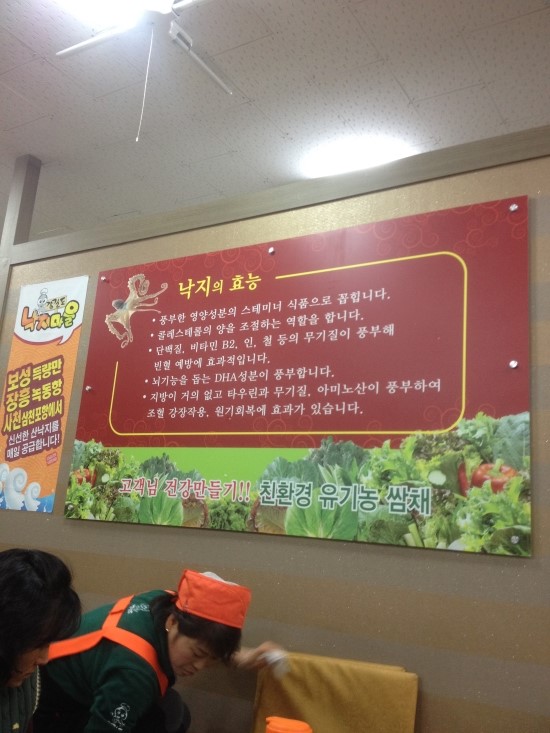 낙지마을
보성 득량만
장흥 녹동항
사천 삼천포항에서
신선한 산낙지를
매일 공급합니다!
낙지의 효능
• 풍부한 영양성분의 스테미너 식품으로 꼽힙니다.
• 콜레스테롤의 양을 조절하는 역할을 합니다.
• 단백질, 비타민 B2, 인, 철 등의 무기질이 풍부해
빈혈 예방에 효과적입니다.
• 뇌기능을 돕는 DHA성분이 풍부합니다.
• 지방이 거의 없고 타우린과 무기질, 아미노산이 풍부하여
조혈 강장작용, 원기회복에 효과가 있습니다.
고객님 건강만들기!! 친환경 유기농 쌈채